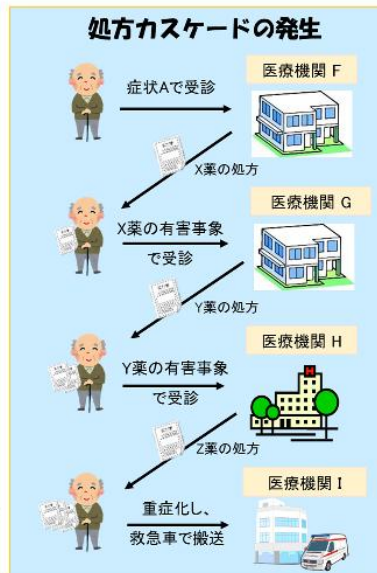 処方カスケードの発生
医療機関 F
症状Aで受診
X薬の処方
医療機関 G
X薬の有害事象
で受診
Y薬の処方
医療機関 H
Y薬の有害事象
で受診
Z薬の処方
医療機関 I
重症化し、
救急車で搬送